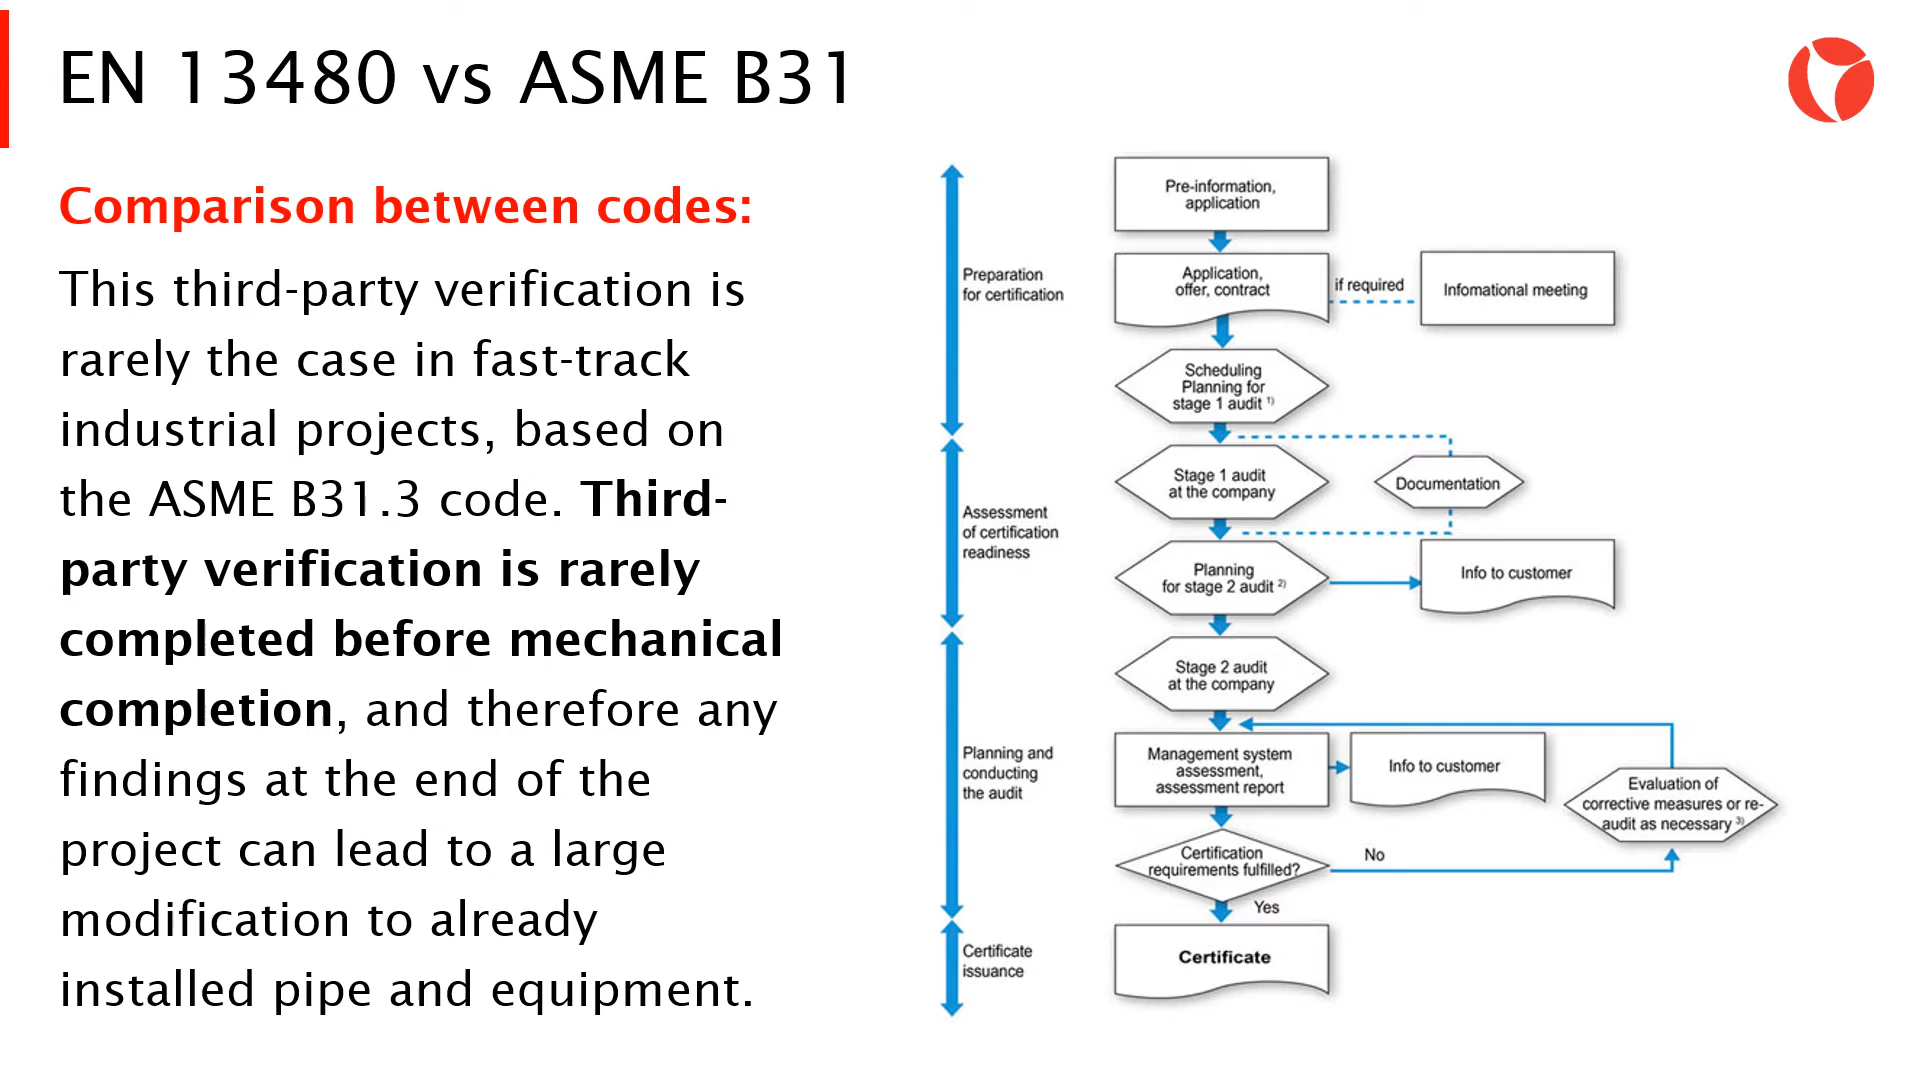 EN 13480 vs ASME B31
Comparison between codes:
This third-party verification is
rarely the case in fast-track
industrial projects, based on
the ASME B31.3 code. Third-
party verification is rarely
completed before mechanical
completion, and therefore any
findings at the end of the
project can lead to a large
modification to already
installed pipe and equipment.
Preparation
for certification
Assessment
of certification
readiness
Planning and
conducting
the audit
Certificate
issuance
Pre-information,
application
Application,
offer, contract
if required
Infomational meeting
Scheduling
Planning for
stage 1 audit 1)
Stage 1 audit
at the company
Documentation
Planning
for stage 2 audit 2)
Info to customer
Stage 2 audit
at the company
Management system
assessment,
assessment report
Info to customer
Evaluation of
corrective measures or re-
audit as necessary 3)
Certification
requirements fulfilled?
No
Yes
Certificate